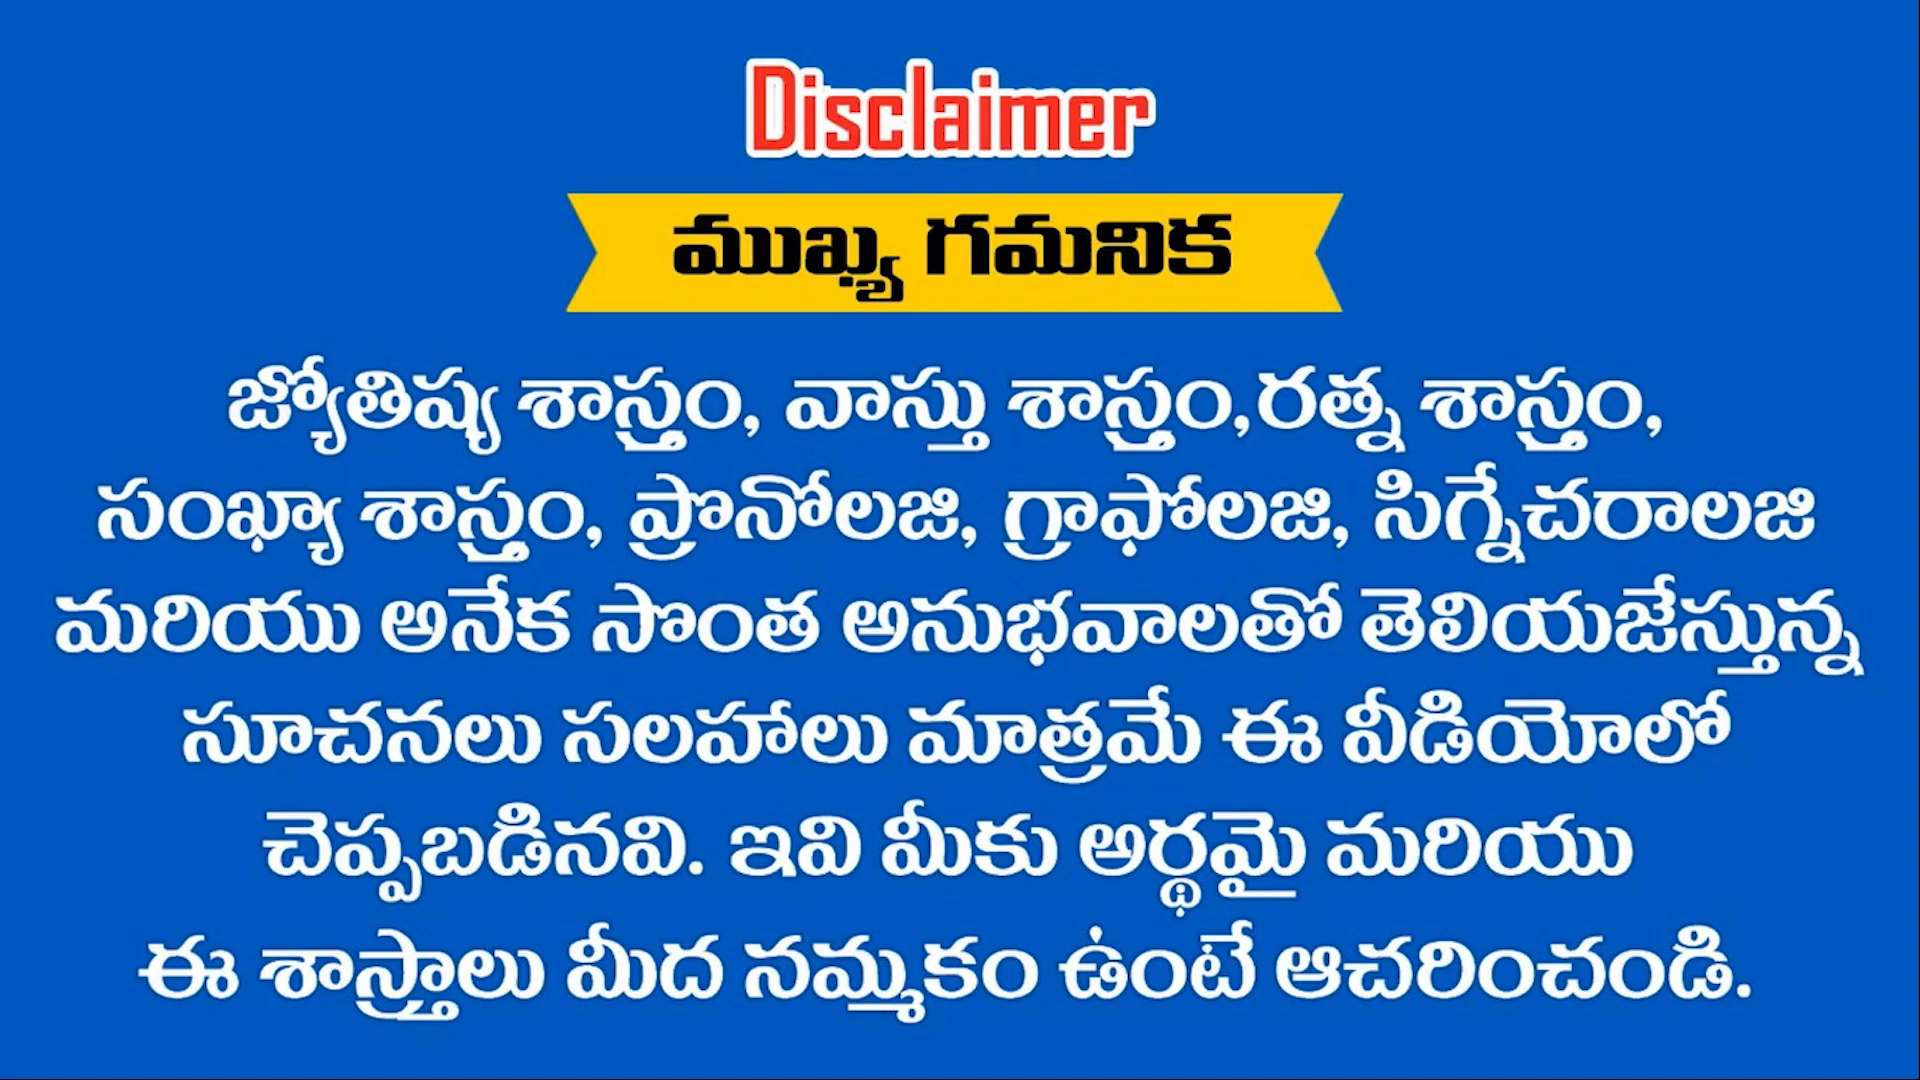 Disclaimer
ముఖ్య గమనిక
జ్యోతిష్య శాస్త్రం, వాస్తు శాస్త్రం,రత్న శాస్త్రం,
సంఖ్యా శాస్త్రం, ప్రొనోలజి, గ్రాఫోలజి, సిగ్నేచరాలజి
మరియు అనేక సొంత అనుభవాలతో తెలియజేస్తున్న
సూచనలు సలహాలు మాత్రమే ఈ వీడియోలో
చెప్పబడినవి. ఇవి మీకు అర్థమై మరియు
ఈ శాస్త్రాలు మీద నమ్మకం ఉంటే ఆచరించండి.